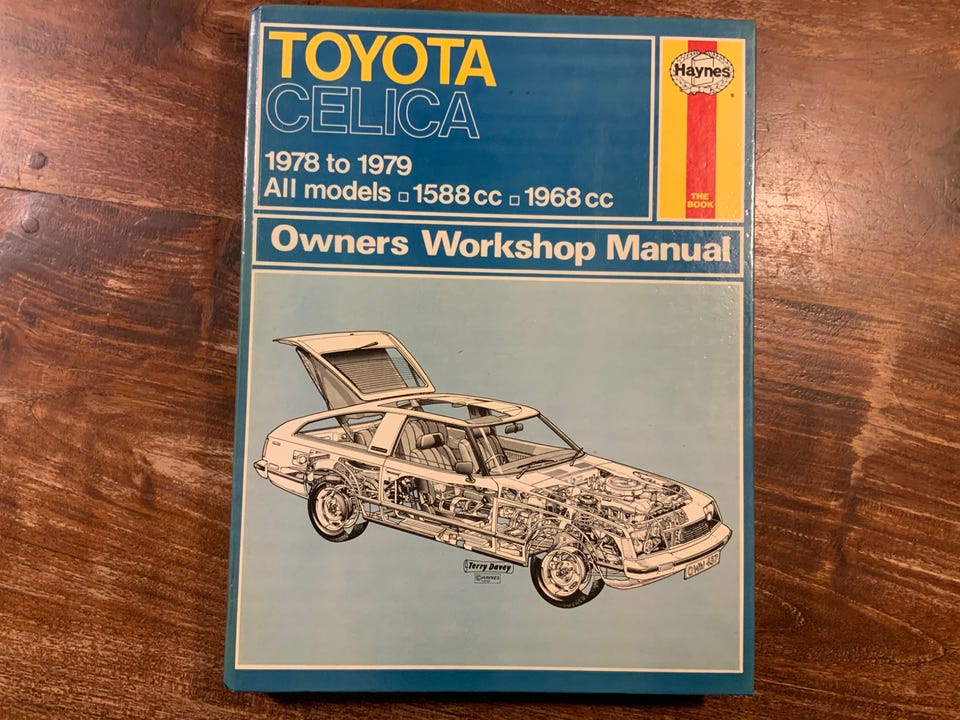 TOYOTA
CELICA
1978 to 1979
All models ▫ 1588 cc ▫ 1968 cc
Haynes
®
THE
BOOK
Owners Workshop Manual
Terry Davey
© HAYNES